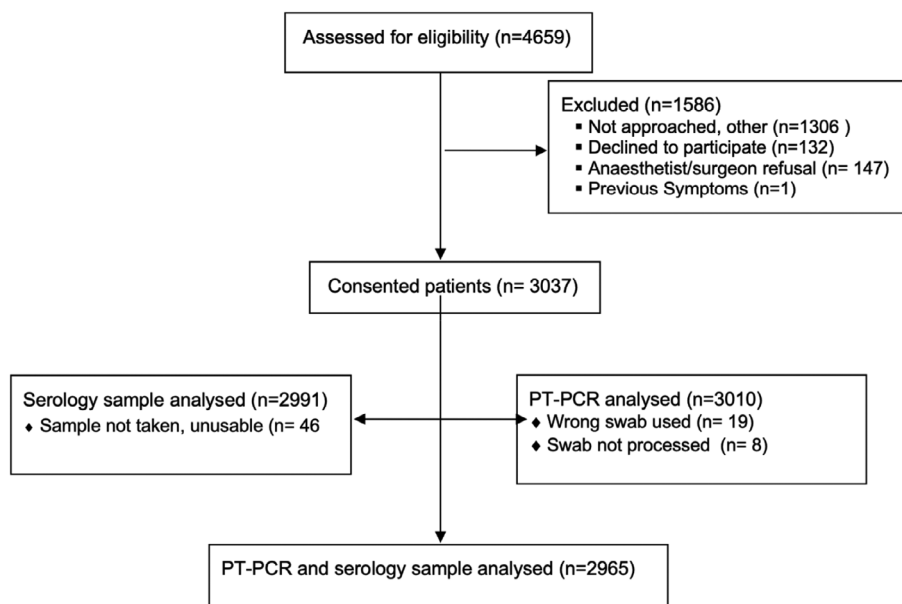 Assessed for eligibility (n=4659)
Excluded (n=1586)
▪ Not approached, other (n=1306 )
▪ Declined to participate (n=132)
▪ Anaesthetist/surgeon refusal (n= 147)
▪ Previous Symptoms (n=1)
Consented patients (n= 3037)
Serology sample analysed (n=2991)
♦ Sample not taken, unusable (n= 46
PT-PCR analysed (n=3010)
♦ Wrong swab used (n= 19)
♦ Swab not processed (n= 8)
PT-PCR and serology sample analysed (n=2965)